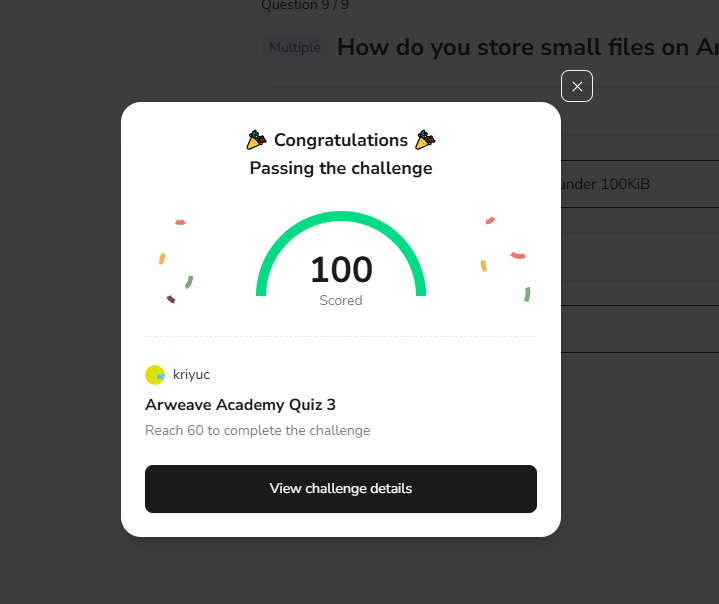 Question 9 / 9
Multiple How do you store small files on Ar
under 100KiB
Congratulations
Passing the challenge
100
Scored
kriyuc
Arweave Academy Quiz 3
Reach 60 to complete the challenge
View challenge details